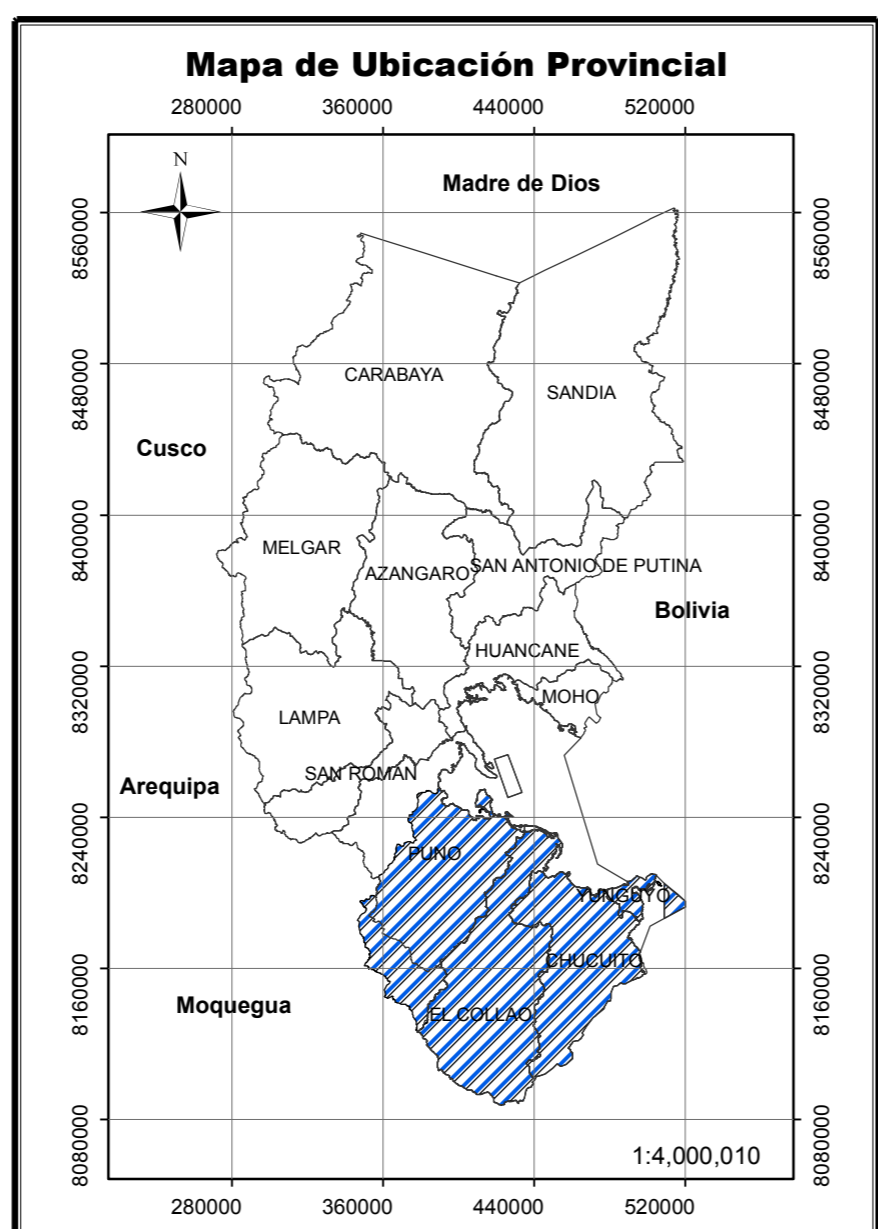 Mapa de Ubicación Provincial
280000 360000 440000 520000
N
Madre de Dios
8560000 8560000
CARABAYA
8480000 8480000
SANDIA
Cusco
8400000 8400000
MELGAR
AZANGARO
SAN ANTONIO DE PUTINA
Bolivia
HUANCANE
8320000 8320000
MOHO
LAMPA
SAN ROMAN
Arequipa
8240000 8240000
PUNO
YUNGUYO
CHUCUITO
8160000 8160000
Moquegua
EL COLLAO
8080000 8080000
1:4,000,010
280000 360000 440000 520000